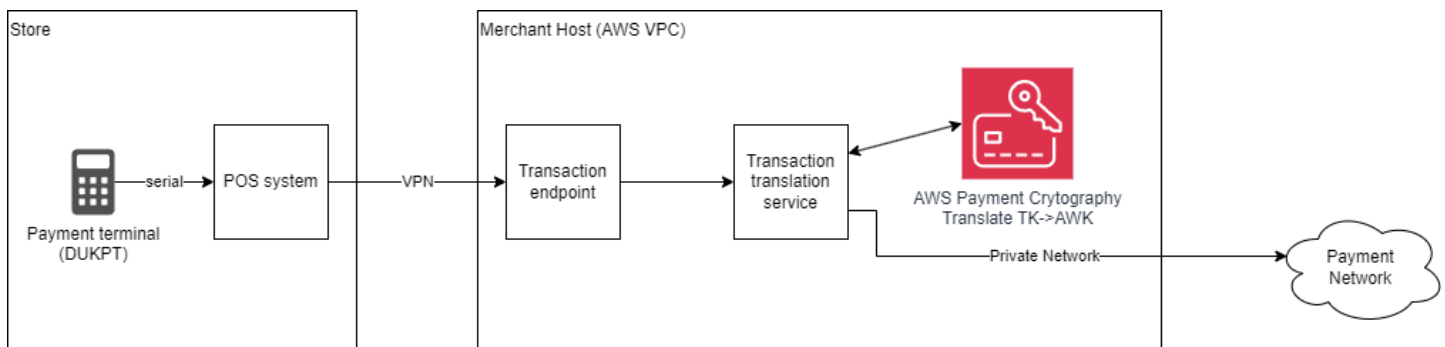 Store
Merchant Host (AWS VPC)
serial
POS system
VPN
Transaction
endpoint
Transaction
translation
service
Payment terminal
(DUKPT)
AWS Payment Crytography
Translate TK->AWK
Private Network
Payment
Network